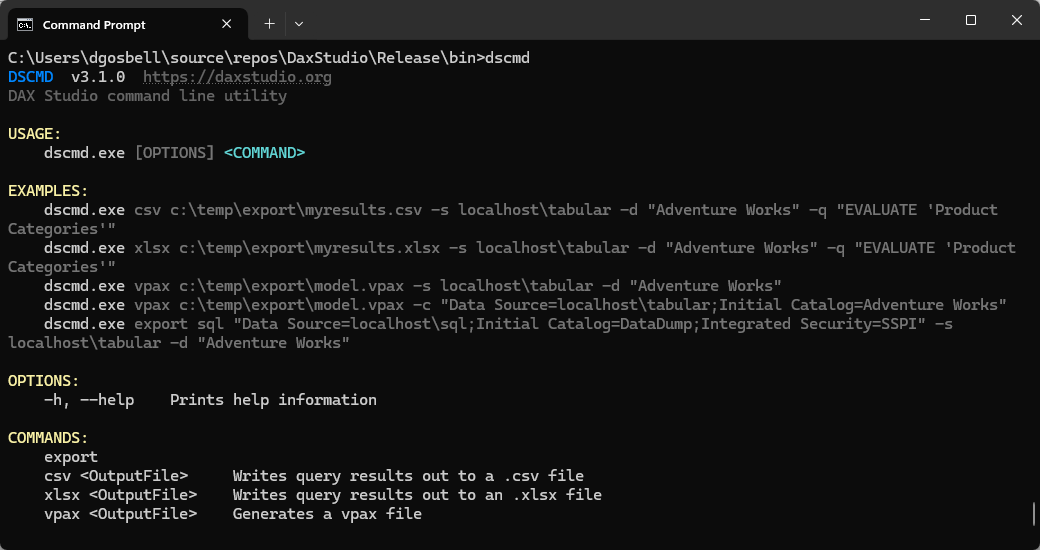 Command Prompt
C:\Users\dgosbell\source\repos\DaxStudio\Release\bin>dscmd
DSCMD  v3.1.0  https://daxstudio.org
DAX Studio command line utility
USAGE:
    dscmd.exe [OPTIONS] <COMMAND>
EXAMPLES:
    dscmd.exe csv c:\temp\export\myresults.csv -s localhost\tabular -d "Adventure Works" -q "EVALUATE 'Product
Categories'"
    dscmd.exe xlsx c:\temp\export\myresults.xlsx -s localhost\tabular -d "Adventure Works" -q "EVALUATE 'Product
Categories'"
    dscmd.exe vpax c:\temp\export\model.vpax -s localhost\tabular -d "Adventure Works"
    dscmd.exe vpax c:\temp\export\model.vpax -c "Data Source=localhost\tabular;Initial Catalog=Adventure Works"
    dscmd.exe export sql "Data Source=localhost\sql;Initial Catalog=DataDump;Integrated Security=SSPI" -s
localhost\tabular -d "Adventure Works"
OPTIONS:
    -h, --help    Prints help information
COMMANDS:
    export
    csv <OutputFile>     Writes query results out to a .csv file
    xlsx <OutputFile>    Writes query results out to an .xlsx file
    vpax <OutputFile>    Generates a vpax file